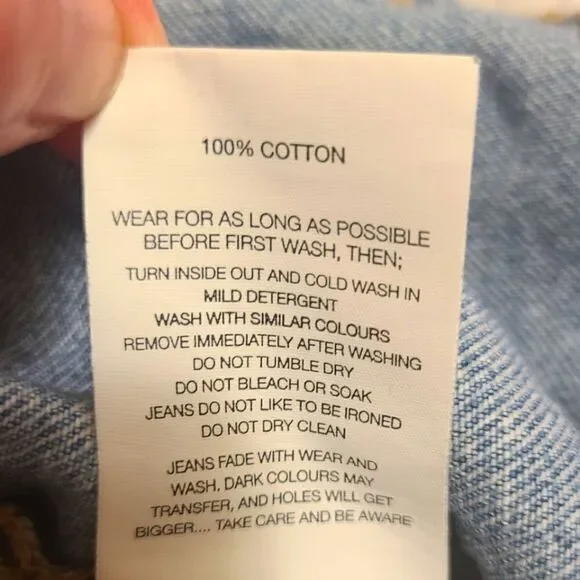 100% COTTON
WEAR FOR AS LONG AS POSSIBLE
BEFORE FIRST WASH, THEN;
TURN INSIDE OUT AND COLD WASH IN
MILD DETERGENT
WASH WITH SIMILAR COLOURS
REMOVE IMMEDIATELY AFTER WASHING
DO NOT TUMBLE DRY
DO NOT BLEACH OR SOAK
JEANS DO NOT LIKE TO BE IRONED
DO NOT DRY CLEAN
JEANS FADE WITH WEAR AND
WASH. DARK COLOURS MAY
TRANSFER, AND HOLES WILL GET
BIGGER.... TAKE CARE AND BE AWARE